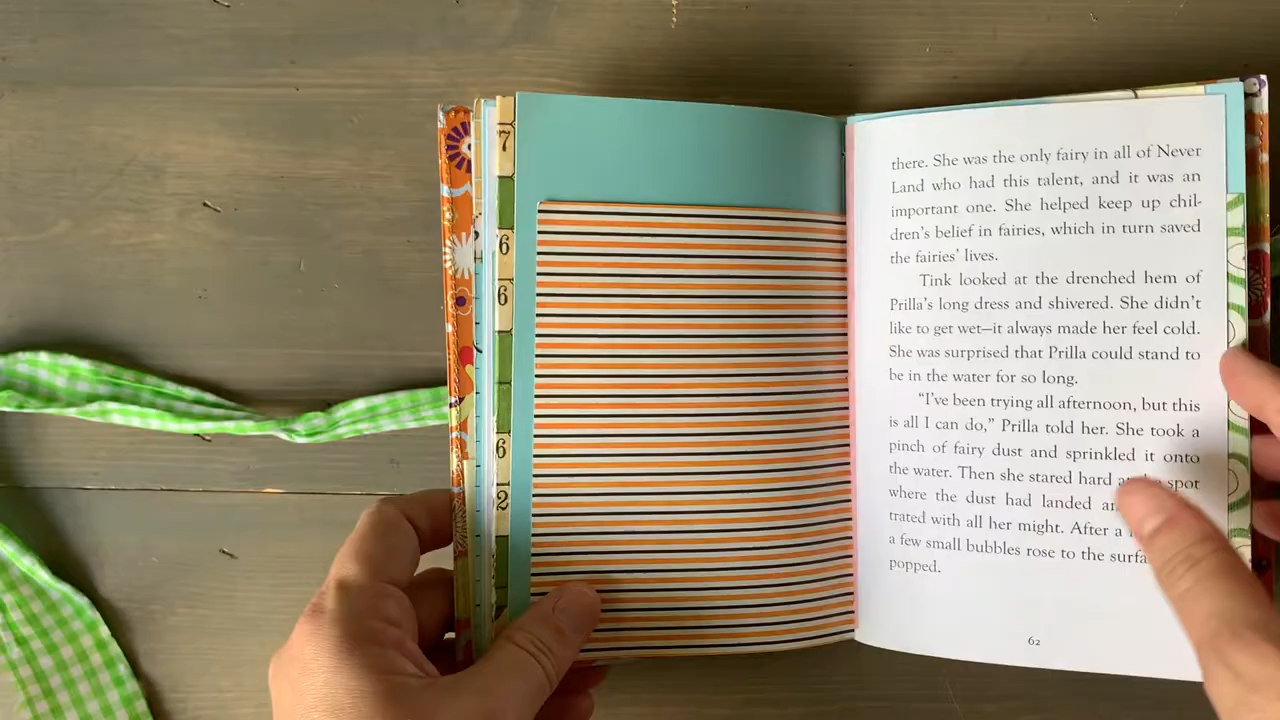 7
6
6
6
2
there. She was the only fairy in all of Never
Land who had this talent, and it was an
important one. She helped keep up chil-
dren's belief in fairies, which in turn saved
the fairies' lives.
Tink looked at the drenched hem of
Prilla's long dress and shivered. She didn't
like to get wet—it always made her feel cold.
She was surprised that Prilla could stand to
be in the water for so long.
"I've been trying all afternoon, but this
is all I can do," Prilla told her. She took a
pinch of fairy dust and sprinkled it onto
the water. Then she stared hard spot
where the dust had landed
trated with all her might. After a
a few small bubbles rose to the
popped.
62